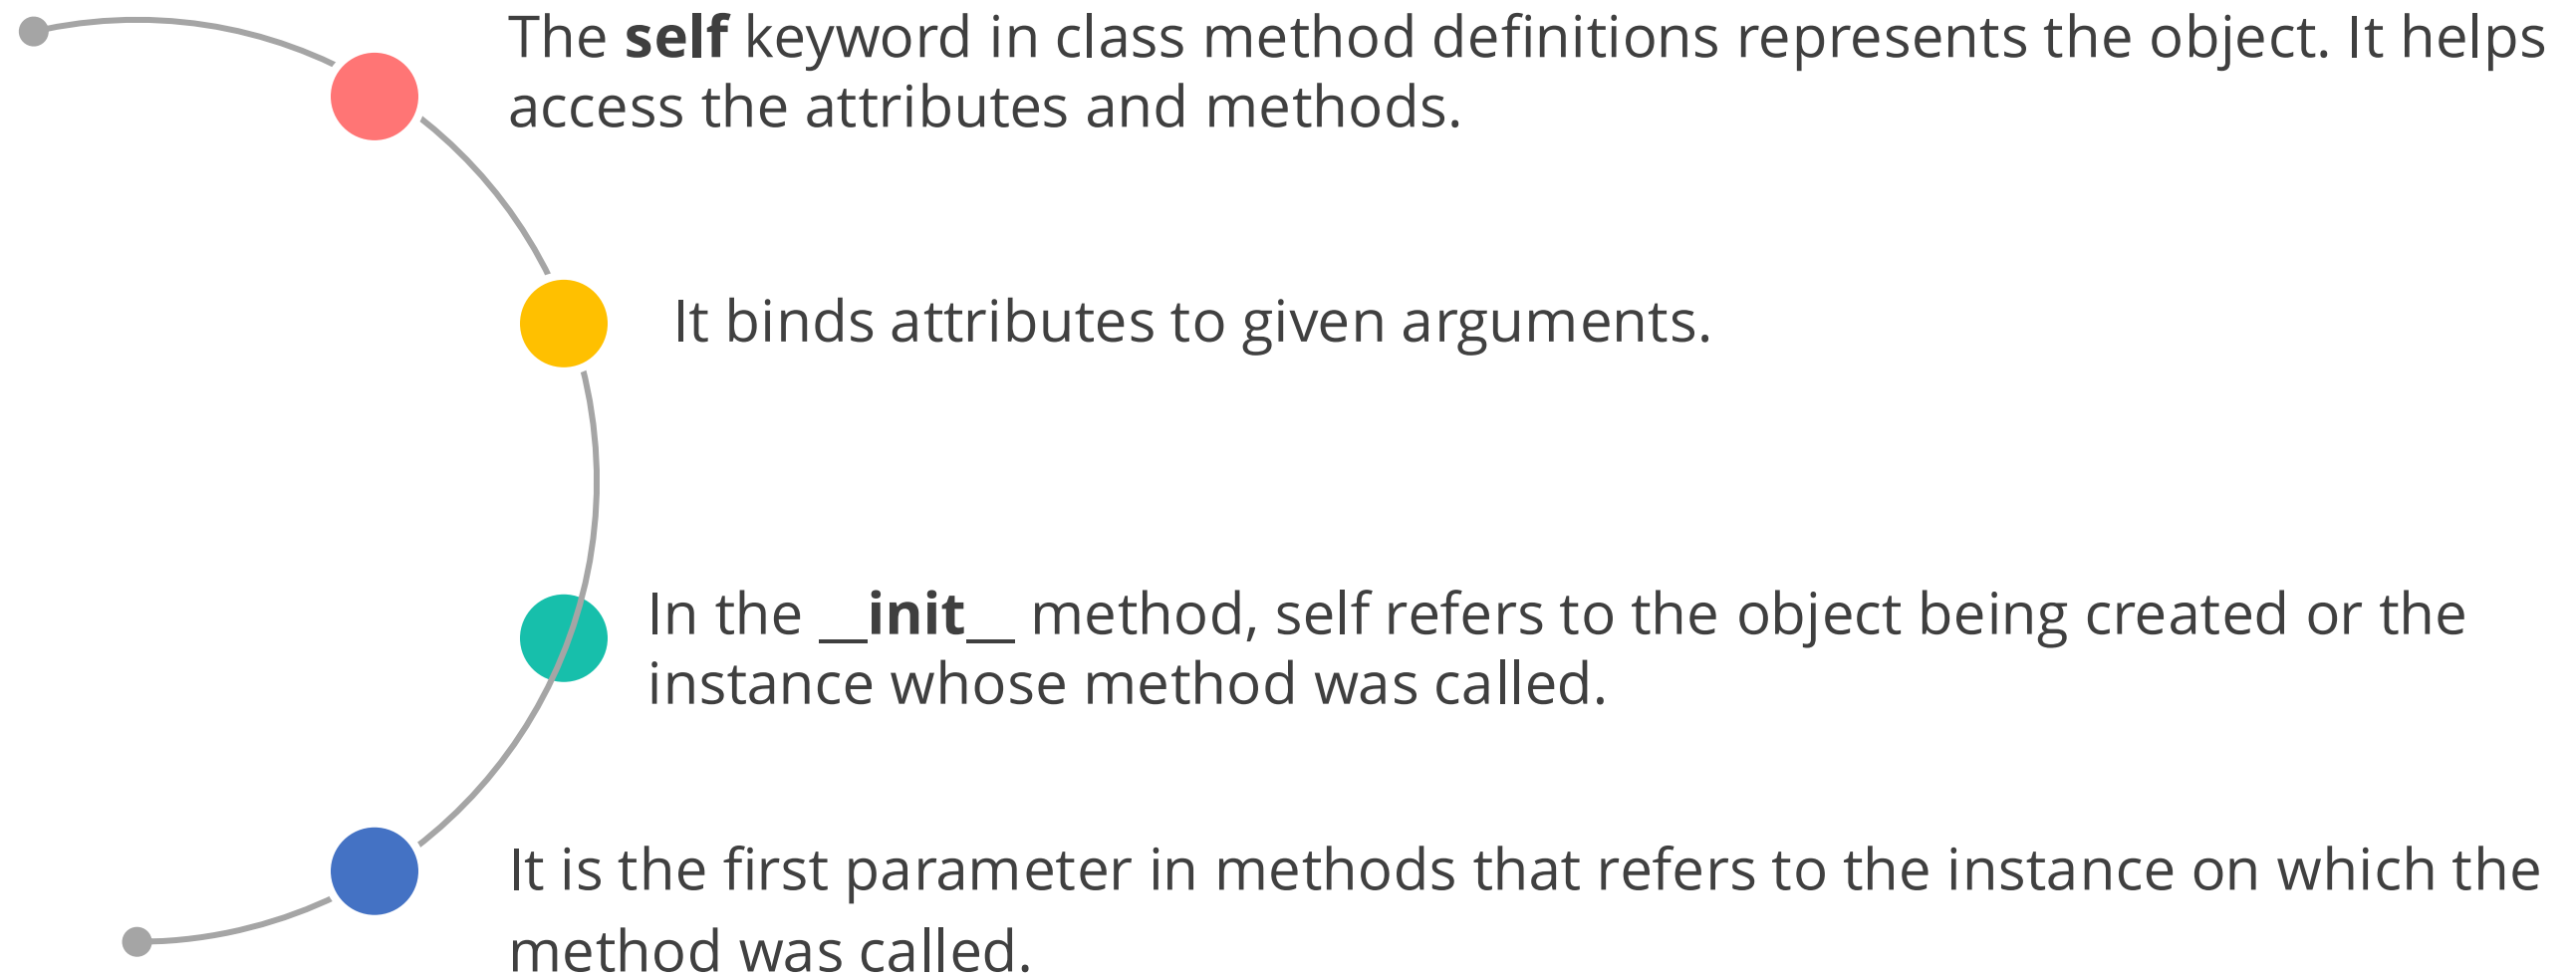 The self keyword in class method definitions represents the object. It helps
access the attributes and methods.
It binds attributes to given arguments.
In the __init__ method, self refers to the object being created or the
instance whose method was called.
It is the first parameter in methods that refers to the instance on which the
method was called.